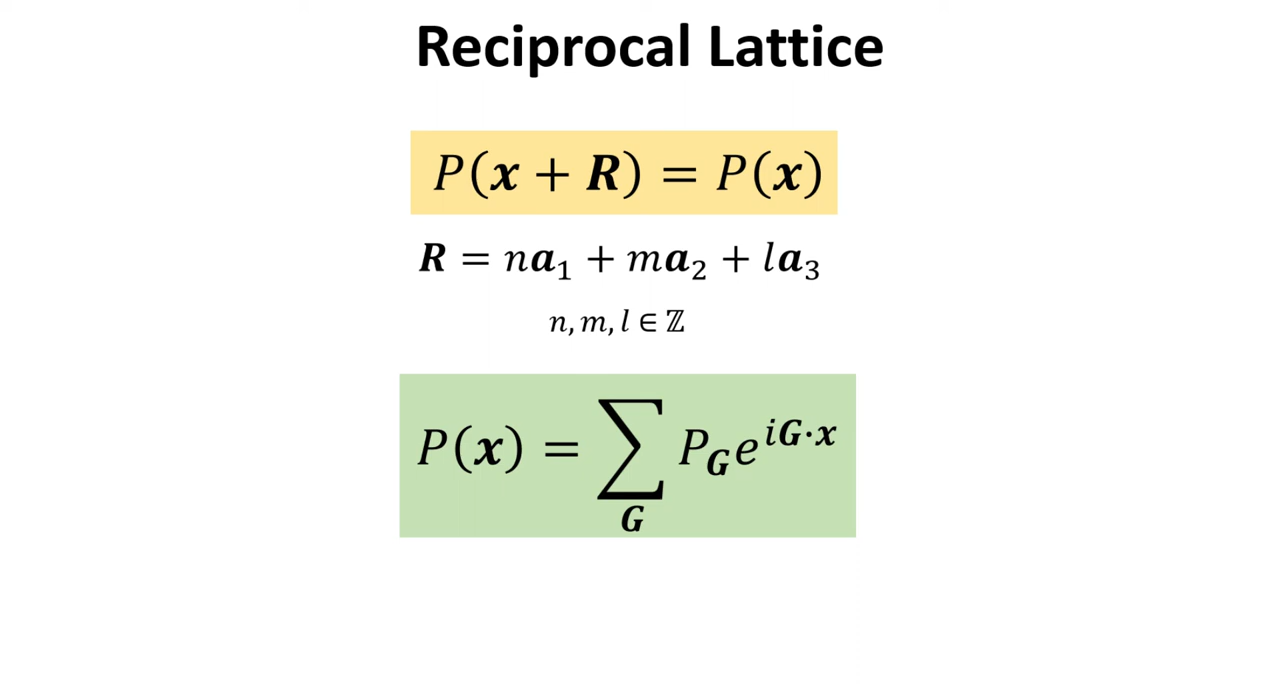 Reciprocal Lattice
P(x + R) = P(x)
R = na₁ + ma₂ + la₃
n, m, l ∈ ℤ
P(x) = ∑_G P_G e^{iG·x}